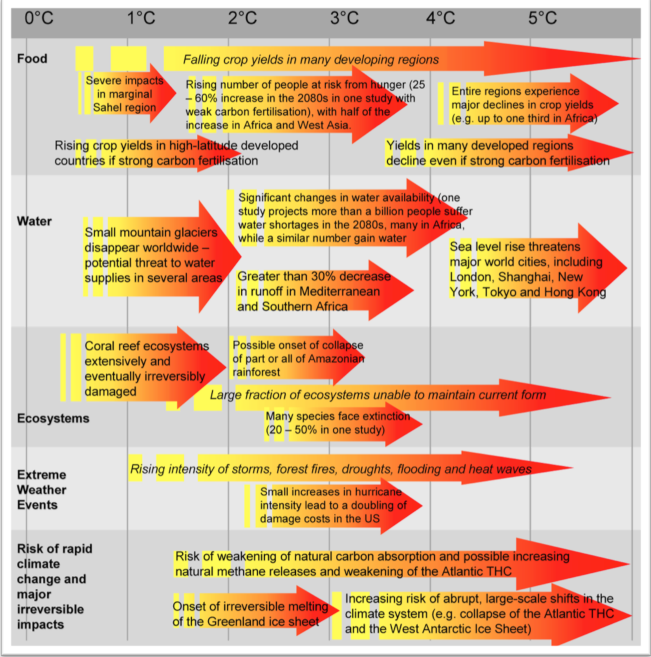 0°C 1°C 2°C 3°C 4°C 5°C
Food
Falling crop yields in many developing regions
Severe impacts
in marginal
Sahel region
Rising number of people at risk from hunger (25
– 60% increase in the 2080s in one study with
weak carbon fertilisation), with half of the
increase in Africa and West Asia.
Entire regions experience
major declines in crop yields
(e.g. up to one third in Africa)
Rising crop yields in high-latitude developed
countries if strong carbon fertilisation
Yields in many developed regions
decline even if strong carbon fertilisation
Water
Small mountain glaciers
disappear worldwide –
potential threat to water
supplies in several areas
Significant changes in water availability (one
study projects more than a billion people suffer
water shortages in the 2080s, many in Africa,
while a similar number gain water
Greater than 30% decrease
in runoff in Mediterranean
and Southern Africa
Sea level rise threatens
major world cities, including
London, Shanghai, New
York, Tokyo and Hong Kong
Ecosystems
Coral reef ecosystems
extensively and
eventually irreversibly
damaged
Possible onset of collapse
of part or all of Amazonian
rainforest
Large fraction of ecosystems unable to maintain current form
Many species face extinction
(20 – 50% in one study)
Extreme
Weather
Events
Rising intensity of storms, forest fires, droughts, flooding and heat waves
Small increases in hurricane
intensity lead to a doubling of
damage costs in the US
Risk of rapid
climate
change and
major
irreversible
impacts
Risk of weakening of natural carbon absorption and possible increasing
natural methane releases and weakening of the Atlantic THC
Onset of irreversible melting
of the Greenland ice sheet
Increasing risk of abrupt, large-scale shifts in the
climate system (e.g. collapse of the Atlantic THC
and the West Antarctic Ice Sheet)